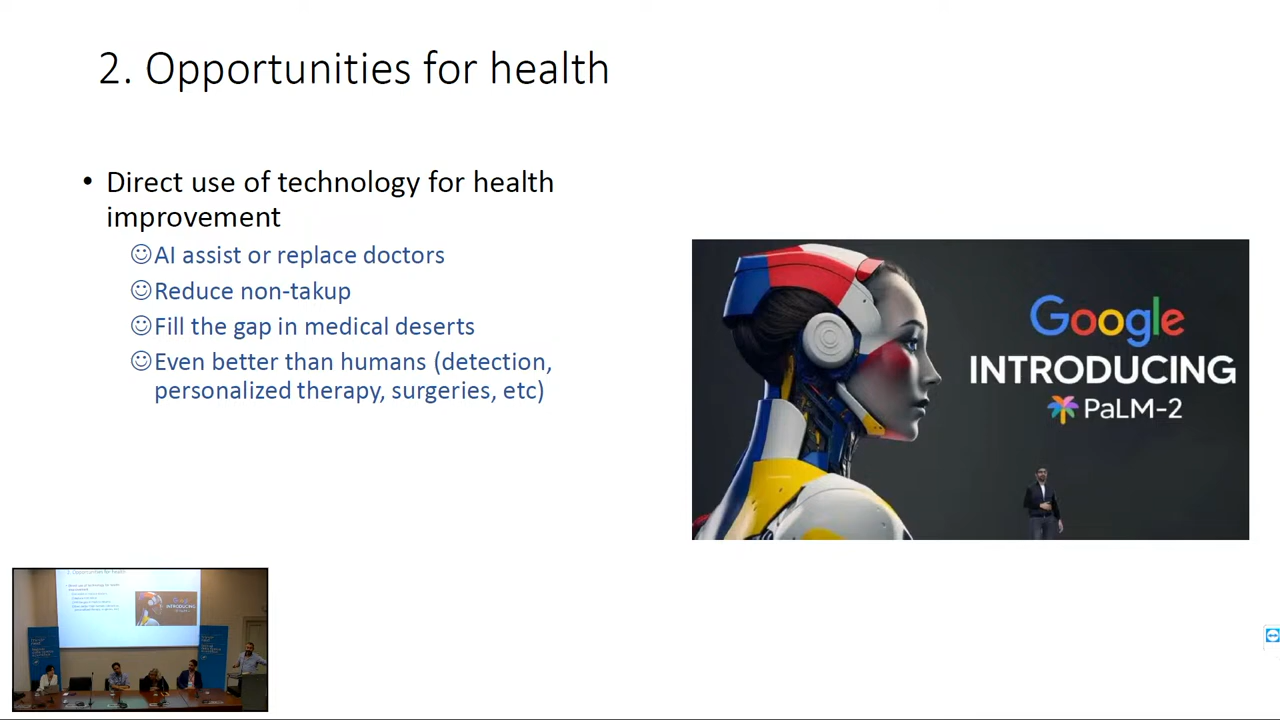 2. Opportunities for health
• Direct use of technology for health
improvement
☺AI assist or replace doctors
☺Reduce non-takup
☺Fill the gap in medical deserts
☺Even better than humans (detection,
personalized therapy, surgeries, etc)
Google
INTRODUCING
PaLM-2